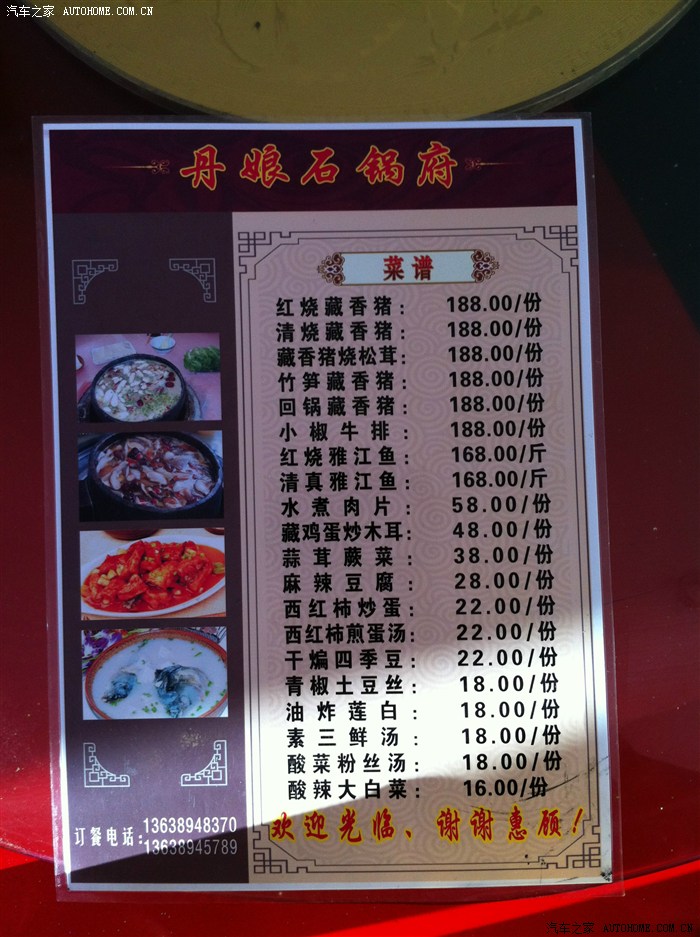 汽车之家 AUTOHOME.COM.CN
丹娘石锅府
菜谱
红烧藏香猪： 188.00/份
清烧藏香猪： 188.00/份
藏香猪烧松茸： 188.00/份
竹笋藏香猪： 188.00/份
回锅藏香猪： 188.00/份
小椒牛排： 188.00/份
红烧雅江鱼： 168.00/斤
清真雅江鱼： 168.00/斤
水煮肉片： 58.00/份
藏鸡蛋炒木耳： 48.00/份
蒜茸蕨菜： 38.00/份
麻辣豆腐： 28.00/份
西红柿炒蛋： 22.00/份
西红柿煎蛋汤： 22.00/份
干煸四季豆： 22.00/份
青椒土豆丝： 18.00/份
油炸莲白： 18.00/份
素三鲜汤： 18.00/份
酸菜粉丝汤： 18.00/份
酸辣大白菜： 16.00/份
订餐电话：13638948370
13638945789
欢迎光临、谢谢惠顾！
汽车之家 AUTOHOME.COM.CN